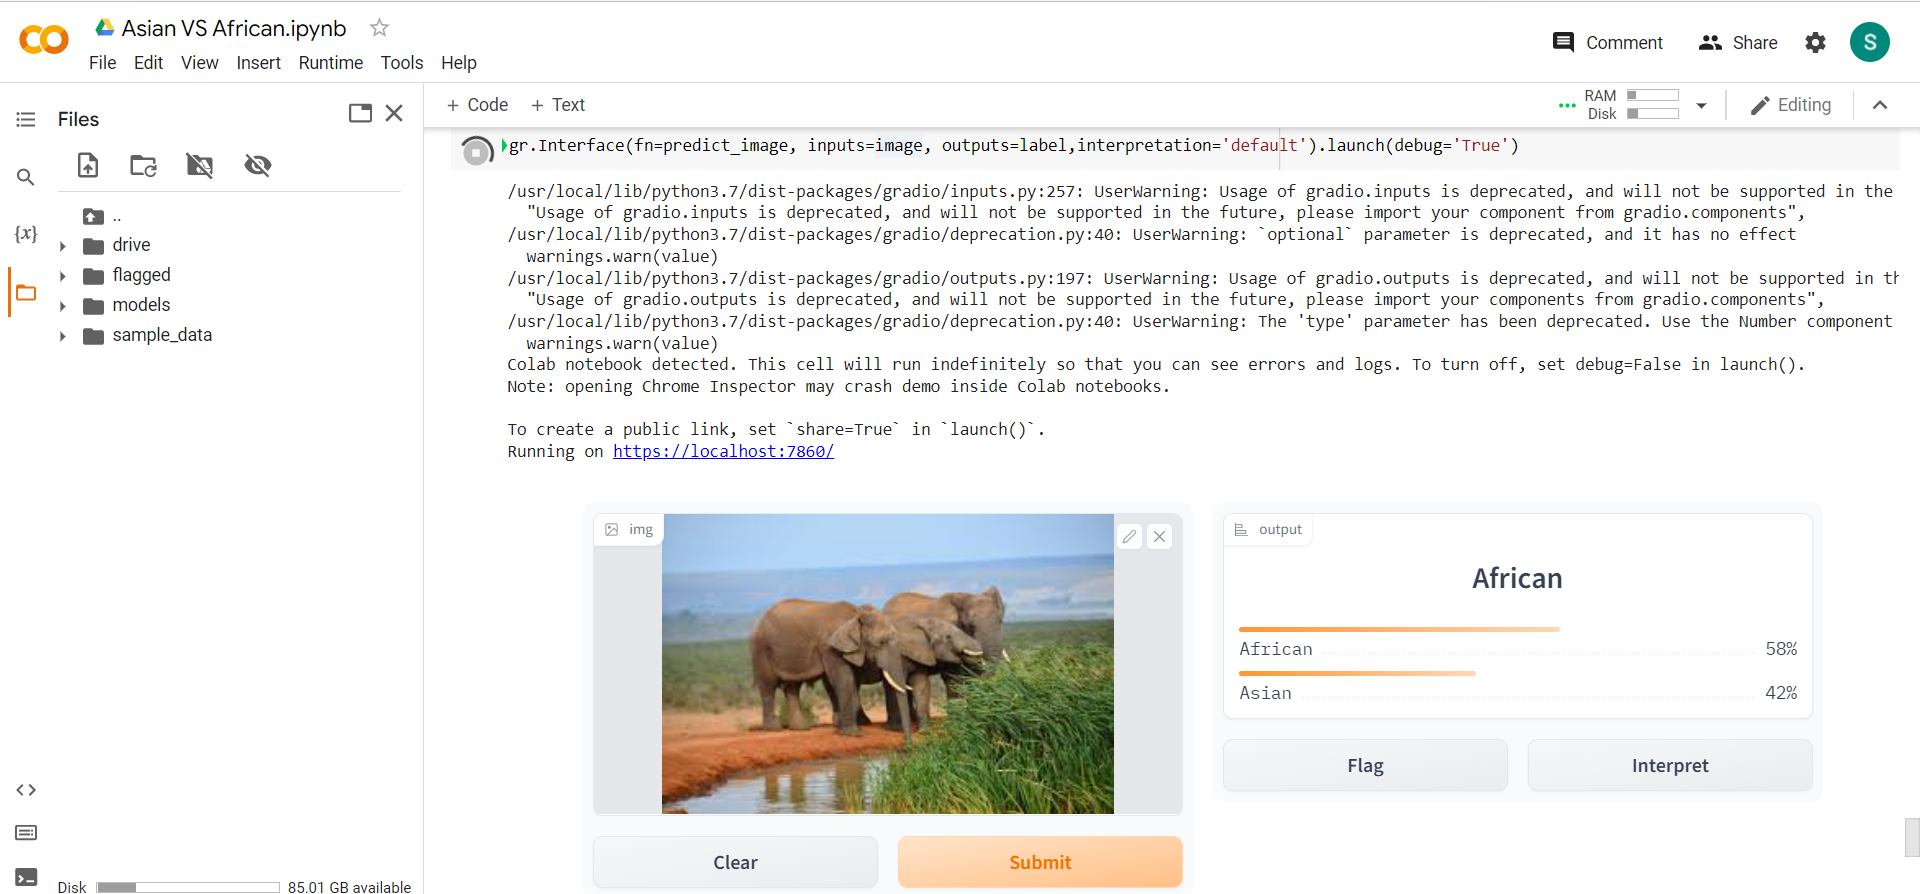 Asian VS African.ipynb
File Edit View Insert Runtime Tools Help
Comment
Share
S
Files
+ Code + Text
RAM
Disk
Editing
..
drive
flagged
models
sample_data
{x}
gr.Interface(fn=predict_image, inputs=image, outputs=label,interpretation='default').launch(debug='True')
/usr/local/lib/python3.7/dist-packages/gradio/inputs.py:257: UserWarning: Usage of gradio.inputs is deprecated, and will not be supported in the
"Usage of gradio.inputs is deprecated, and will not be supported in the future, please import your component from gradio.components",
/usr/local/lib/python3.7/dist-packages/gradio/deprecation.py:40: UserWarning: `optional` parameter is deprecated, and it has no effect
warnings.warn(value)
/usr/local/lib/python3.7/dist-packages/gradio/outputs.py:197: UserWarning: Usage of gradio.outputs is deprecated, and will not be supported in th
"Usage of gradio.outputs is deprecated, and will not be supported in the future, please import your components from gradio.components",
/usr/local/lib/python3.7/dist-packages/gradio/deprecation.py:40: UserWarning: The 'type' parameter has been deprecated. Use the Number component
warnings.warn(value)
Colab notebook detected. This cell will run indefinitely so that you can see errors and logs. To turn off, set debug=False in launch().
Note: opening Chrome Inspector may crash demo inside Colab notebooks.
To create a public link, set `share=True` in `launch()`.
Running on https://localhost:7860/
img
output
African
African 58%
Asian 42%
Flag
Interpret
Clear
Submit
Disk 85.01 GB available